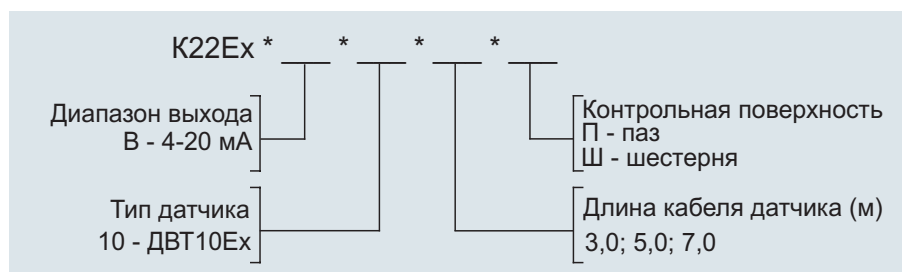 К22Ех * ___ * ___ * ___ * ___
Диапазон выхода
В - 4-20 мА
Контрольная поверхность
П - паз
Ш - шестерня
Тип датчика
10 - ДВТ10Ех
Длина кабеля датчика (м)
3,0; 5,0; 7,0